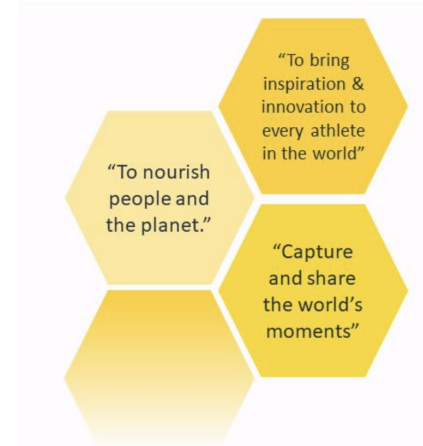 “To bring
inspiration &
innovation to
every athlete
in the world”
“To nourish
people and
the planet.”
“Capture
and share
the world’s
moments”